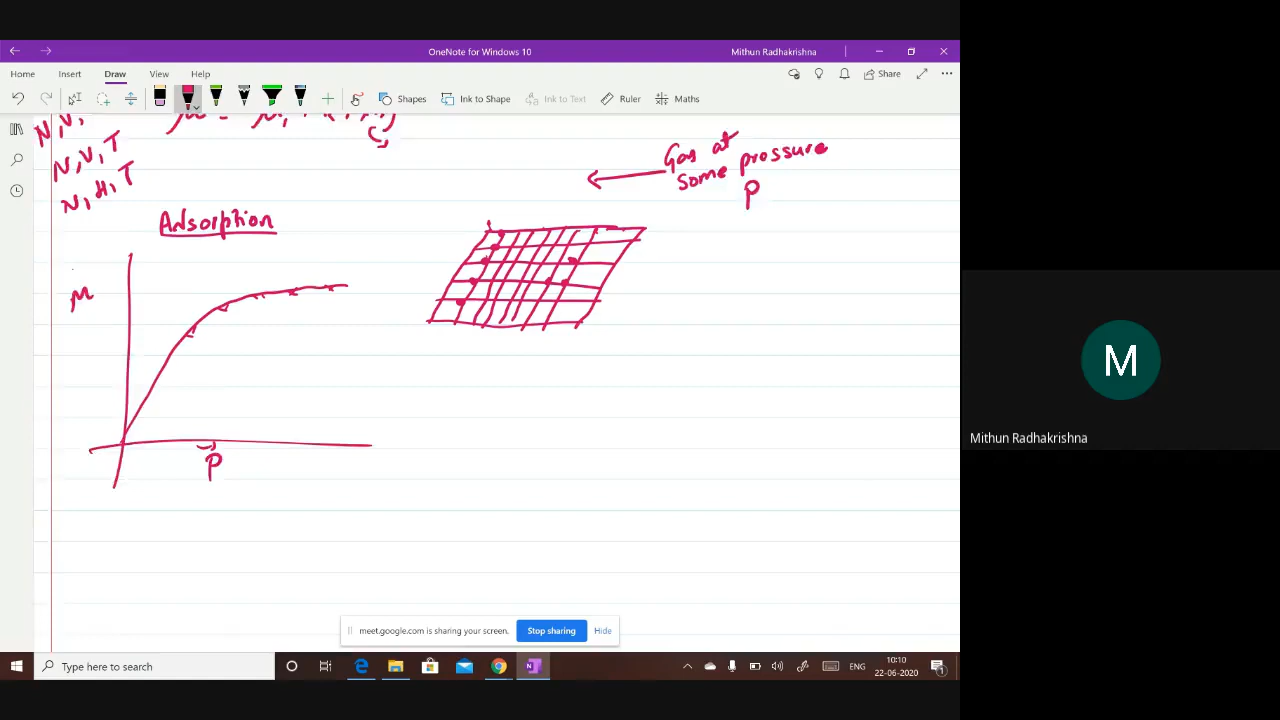 OneNote for Windows 10
Mithun Radhakrishna
Home Insert Draw View Help
Share
Shapes Ink to Shape Ink to Text Ruler Maths
N, V, T
N, H, T
Gas at
some pressure
P
Adsorption
P
M
Mithun Radhakrishna
meet.google.com is sharing your screen. Stop sharing Hide
Type here to search
ENG
10:10
22-06-2020